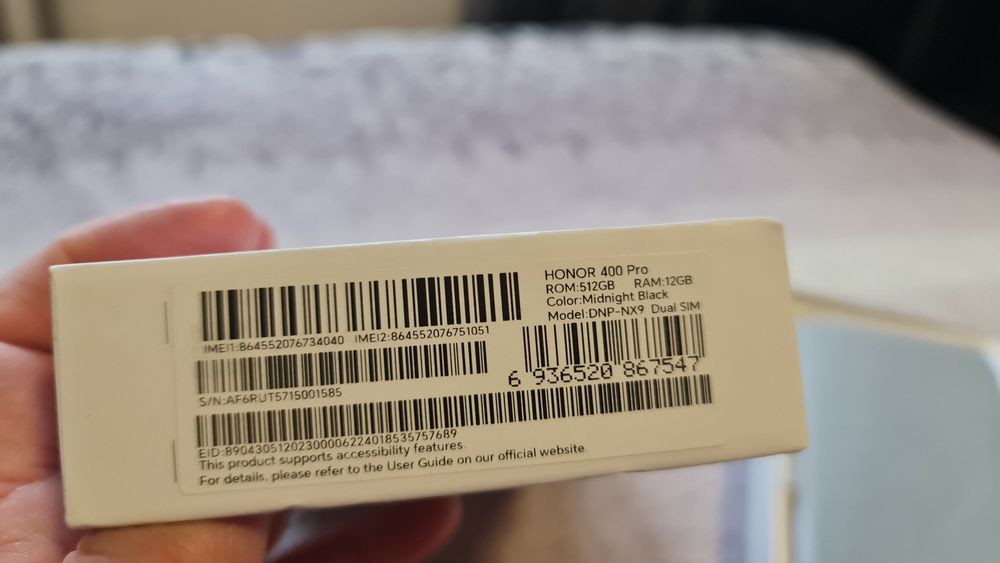 HONOR 400 Pro
ROM:512GB RAM:12GB
Color:Midnight Black
Model:DNP-NX9 Dual SIM
IMEI1:864552076734040 IMEI2:864552076751051
6 936520 867547
S/N:AF6RUT5715001585
EID:89043051202300006224018535757689
This product supports accessibility features.
For details, please refer to the User Guide on our official website.